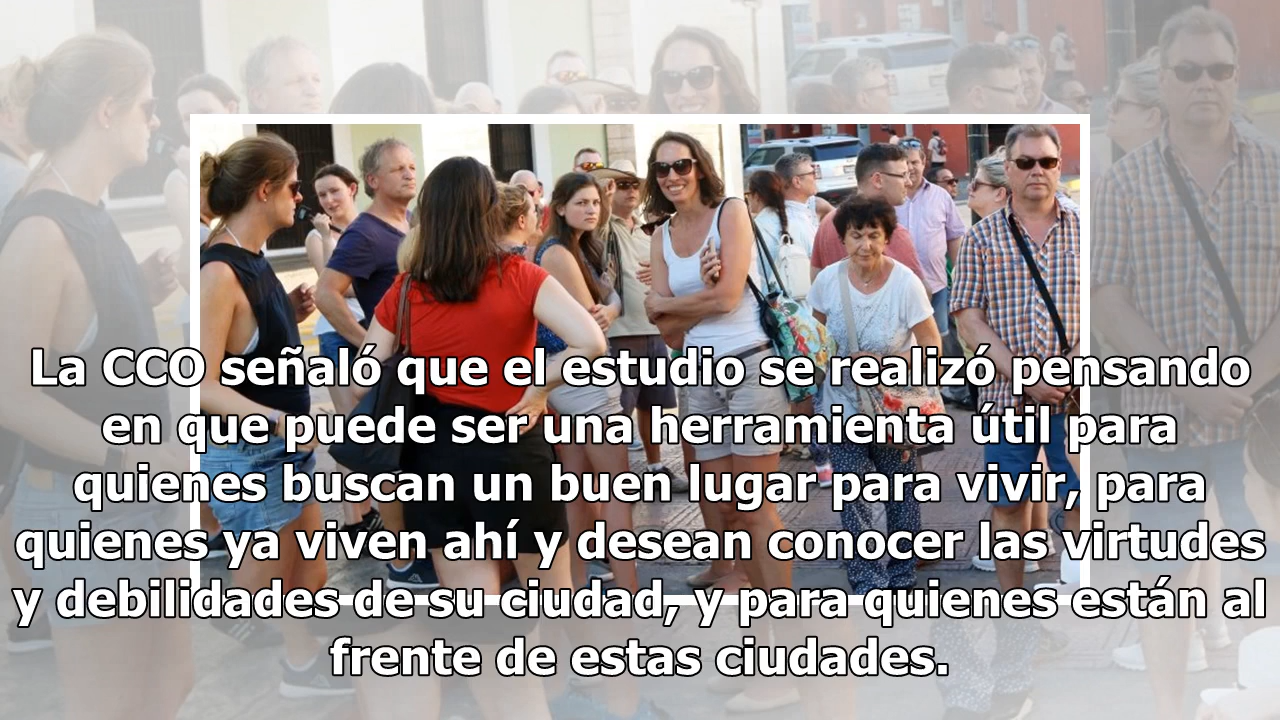 La CCO señaló que el estudio se realizó pensando
en que puede ser una herramienta útil para
quienes buscan un buen lugar para vivir, para
quienes ya viven ahí y desean conocer las virtudes
y debilidades de su ciudad, y para quienes están al
frente de estas ciudades.